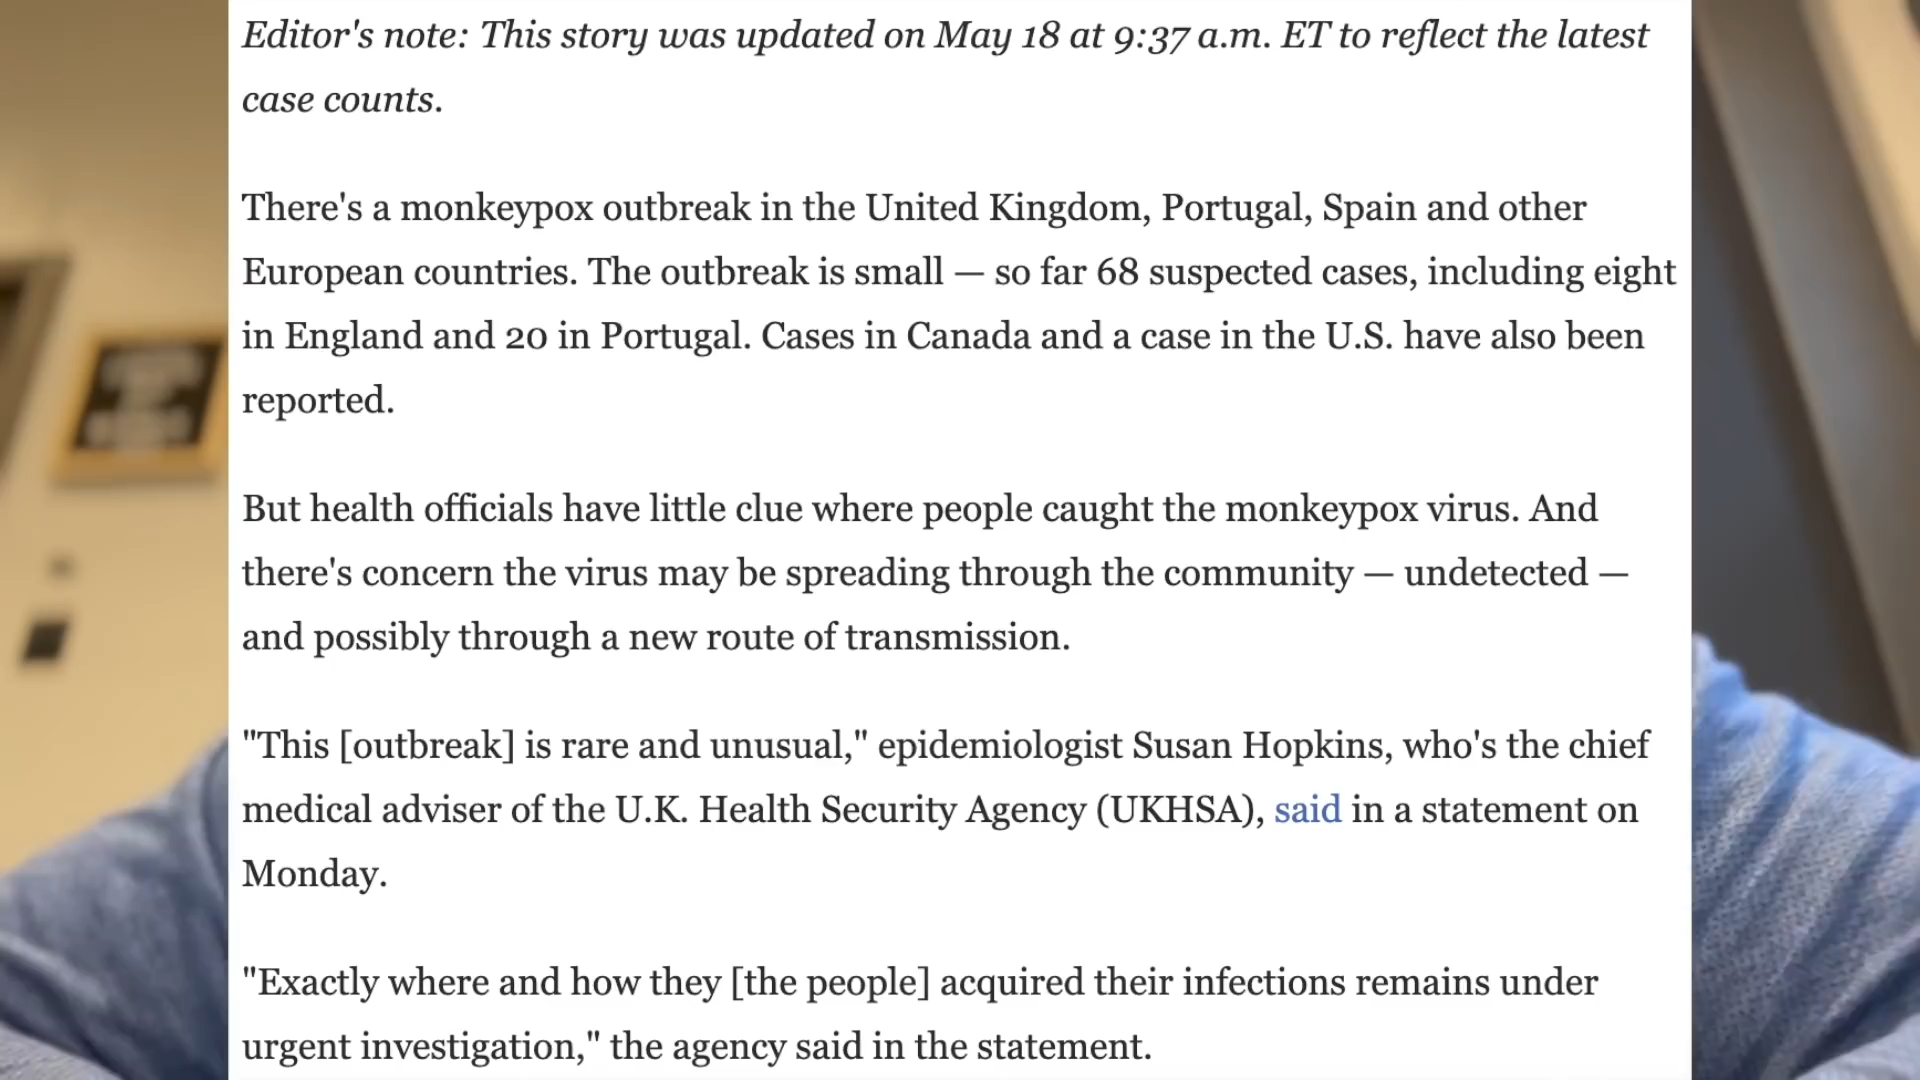 Editor's note: This story was updated on May 18 at 9:37 a.m. ET to reflect the latest
case counts.
There's a monkeypox outbreak in the United Kingdom, Portugal, Spain and other
European countries. The outbreak is small — so far 68 suspected cases, including eight
in England and 20 in Portugal. Cases in Canada and a case in the U.S. have also been
reported.
But health officials have little clue where people caught the monkeypox virus. And
there's concern the virus may be spreading through the community — undetected —
and possibly through a new route of transmission.
"This [outbreak] is rare and unusual," epidemiologist Susan Hopkins, who's the chief
medical adviser of the U.K. Health Security Agency (UKHSA), said in a statement on
Monday.
"Exactly where and how they [the people] acquired their infections remains under
urgent investigation," the agency said in the statement.